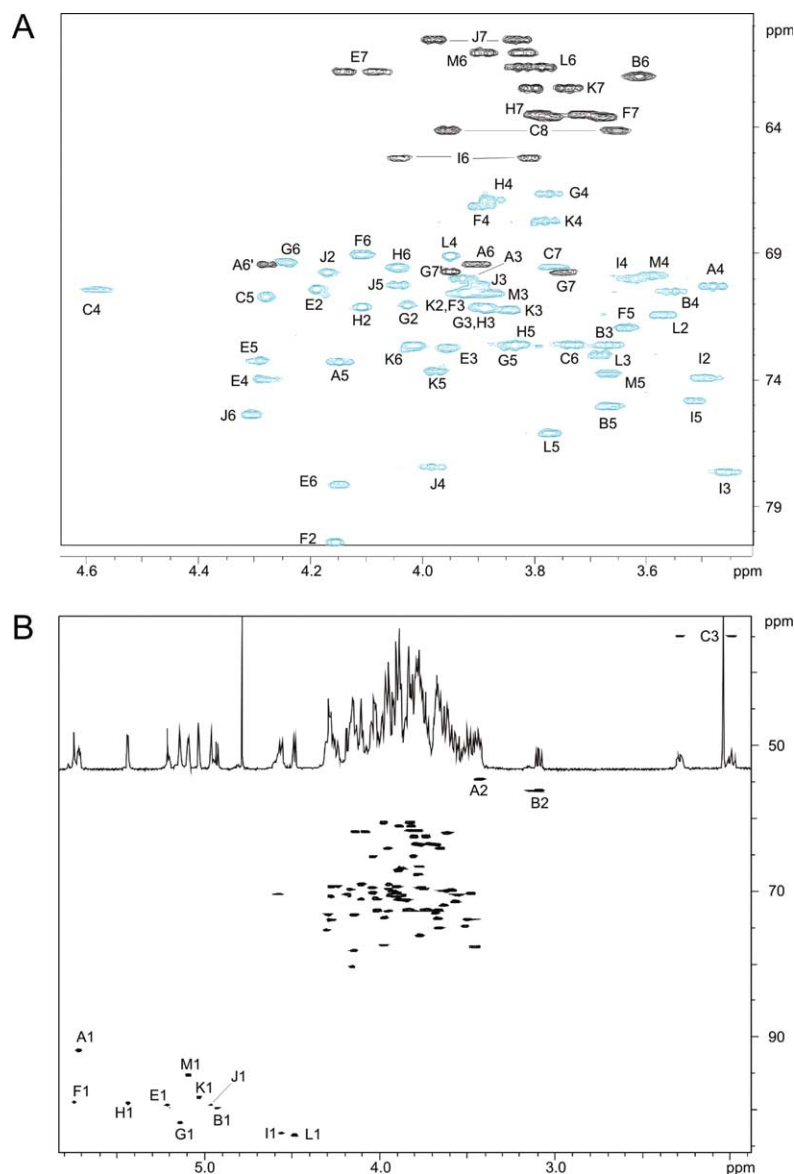 A
J7
E7
M6
L6
B6
K7
H7
F7
64
C8
I6
H4
G4
F4
K4
G6
J2
F6
H6
L4
A6
A3
C7
69
A6'
G7'
J3
G7
I4
M4
A4
C4
C5
E2
J5
H2
G2
K2,F3
M3
K3
B4
G3,H3
F5
L2
H5
B3
E5
K6
E3
G5
C6
L3
I2
E4
A5
K5
M5
74
J6
B5
I5
L5
E6
J4
I3
79
F2
4.6
4.4
4.2
4.0
3.8
3.6
ppm
B
ppm
C3
50
A2
B2
70
A1
90
M1
J1
F1
K1
H1
E1
B1
G1
I1
L1
5.0
4.0
3.0
ppm